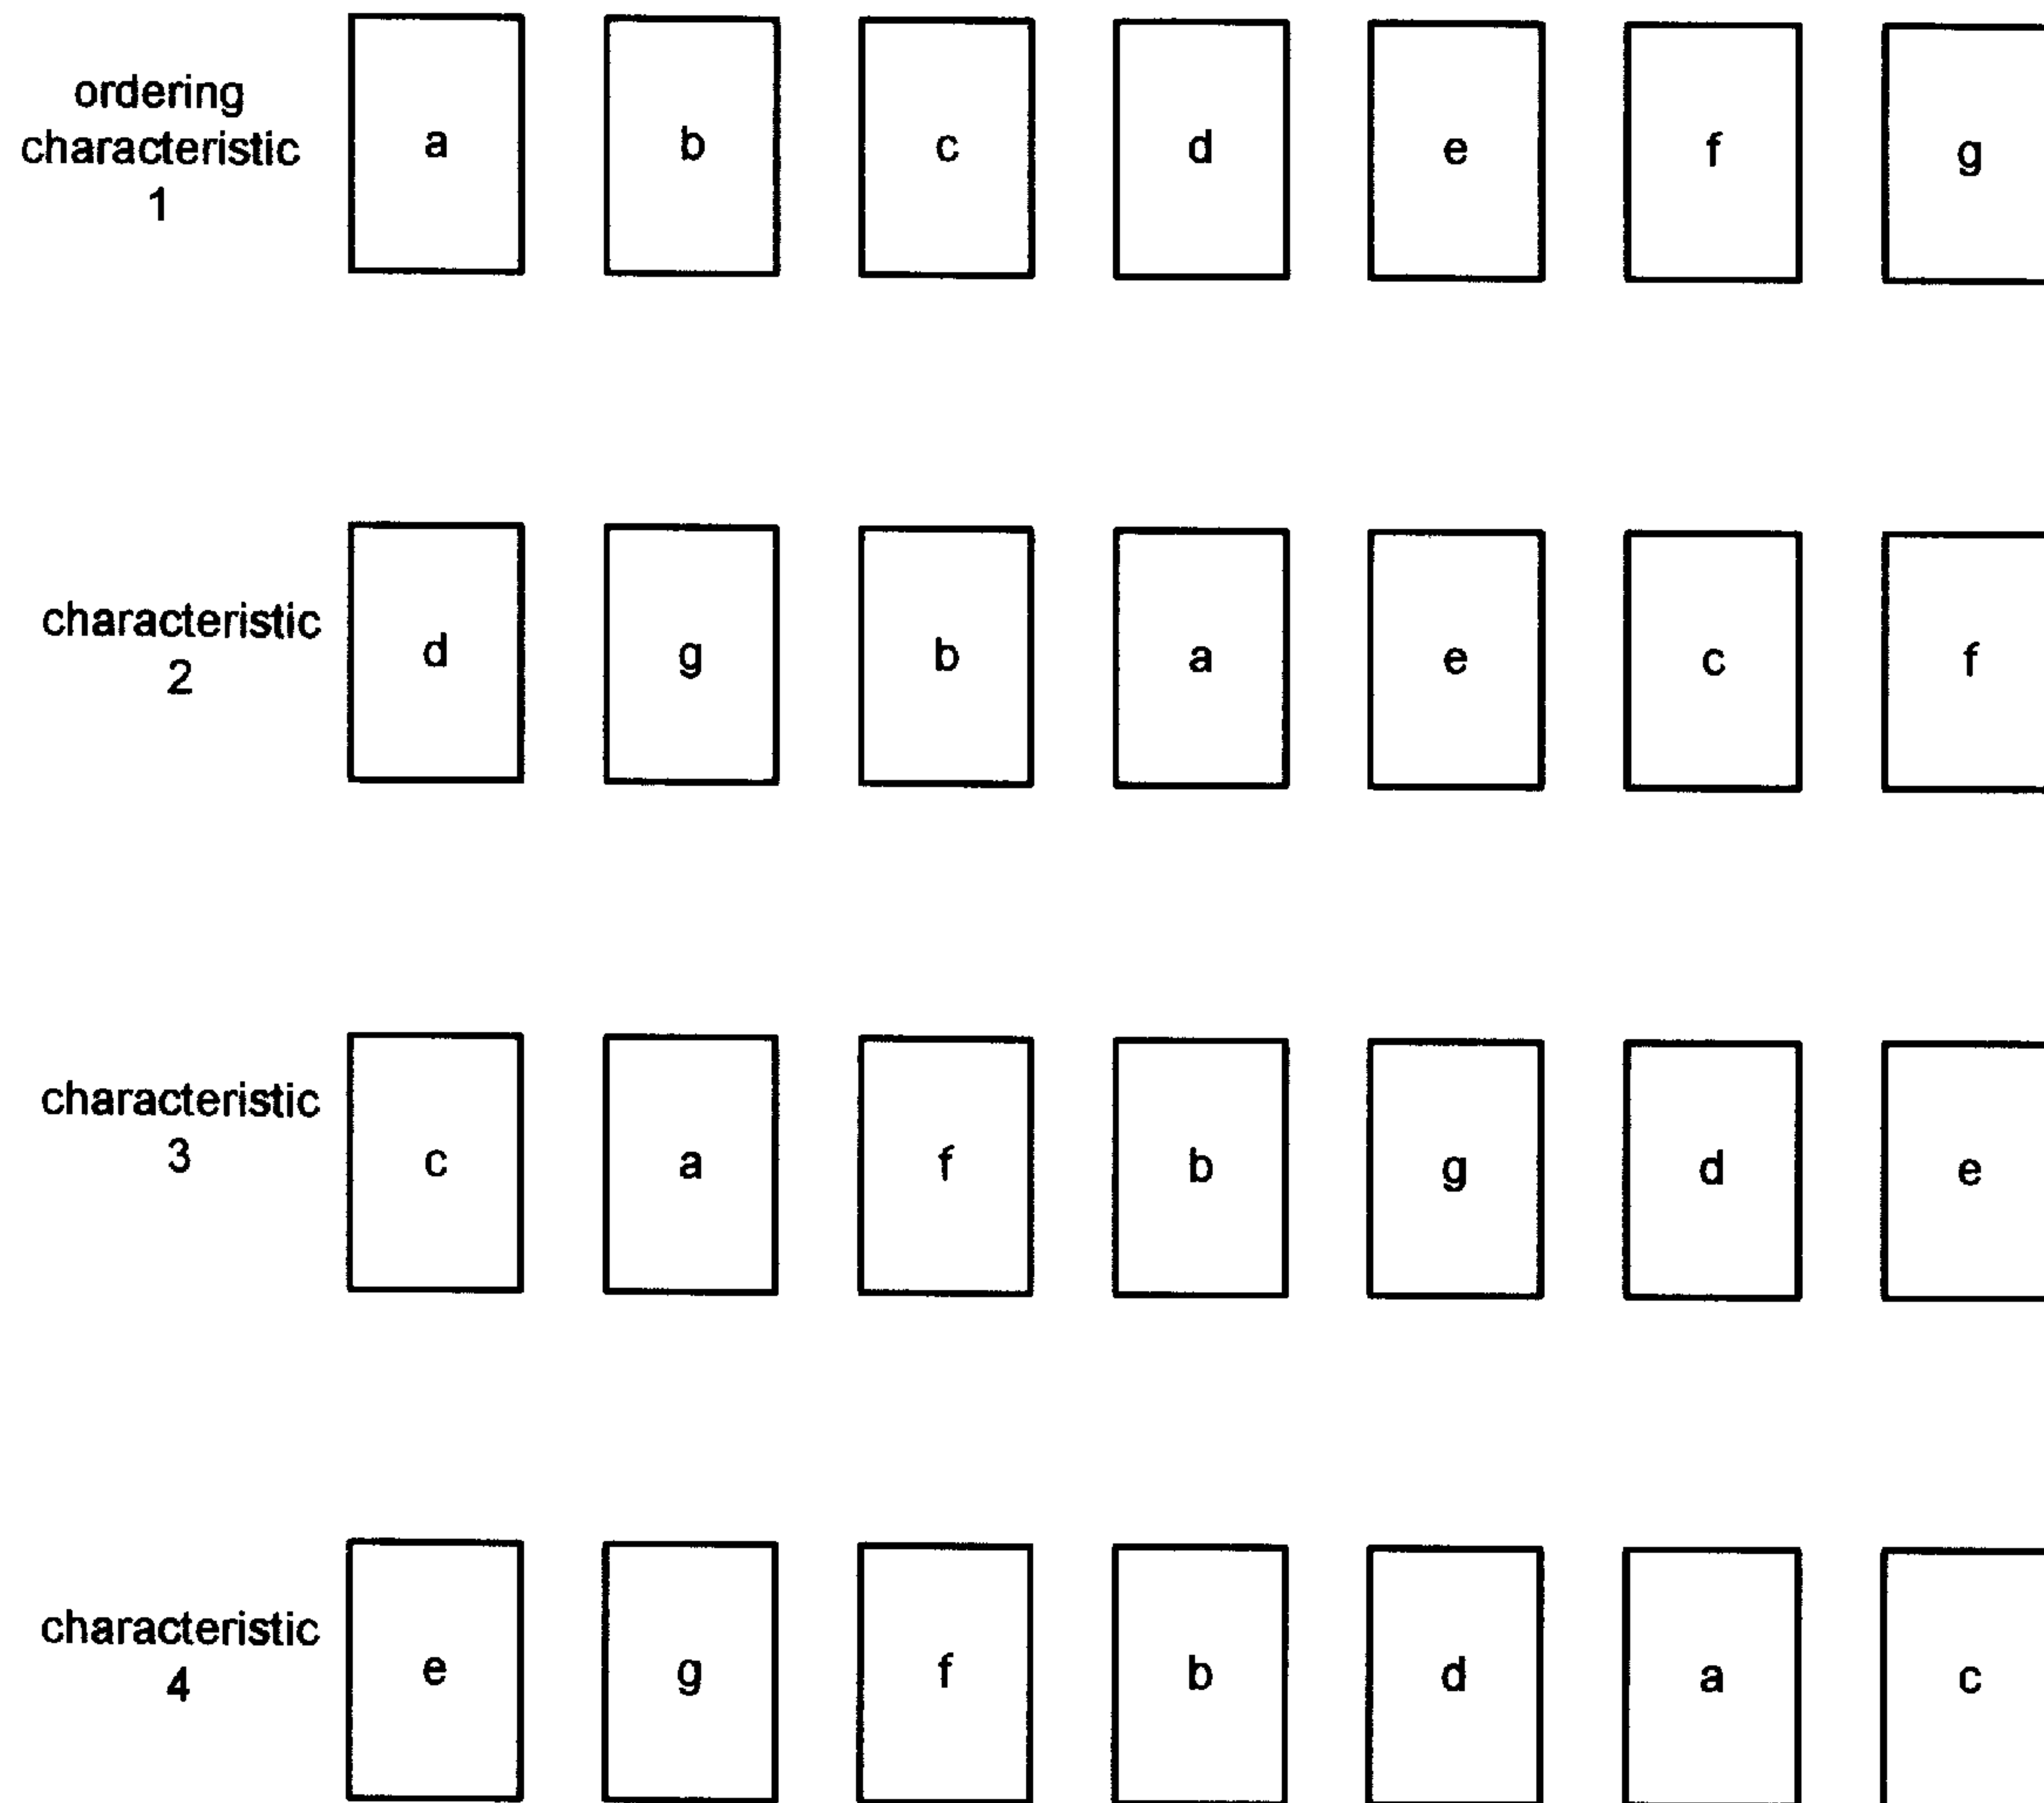 ordering
characteristic
1
a b c d e f g
characteristic
2
d g b a e c f
characteristic
3
c a f b g d e
characteristic
4
e g f b d a c